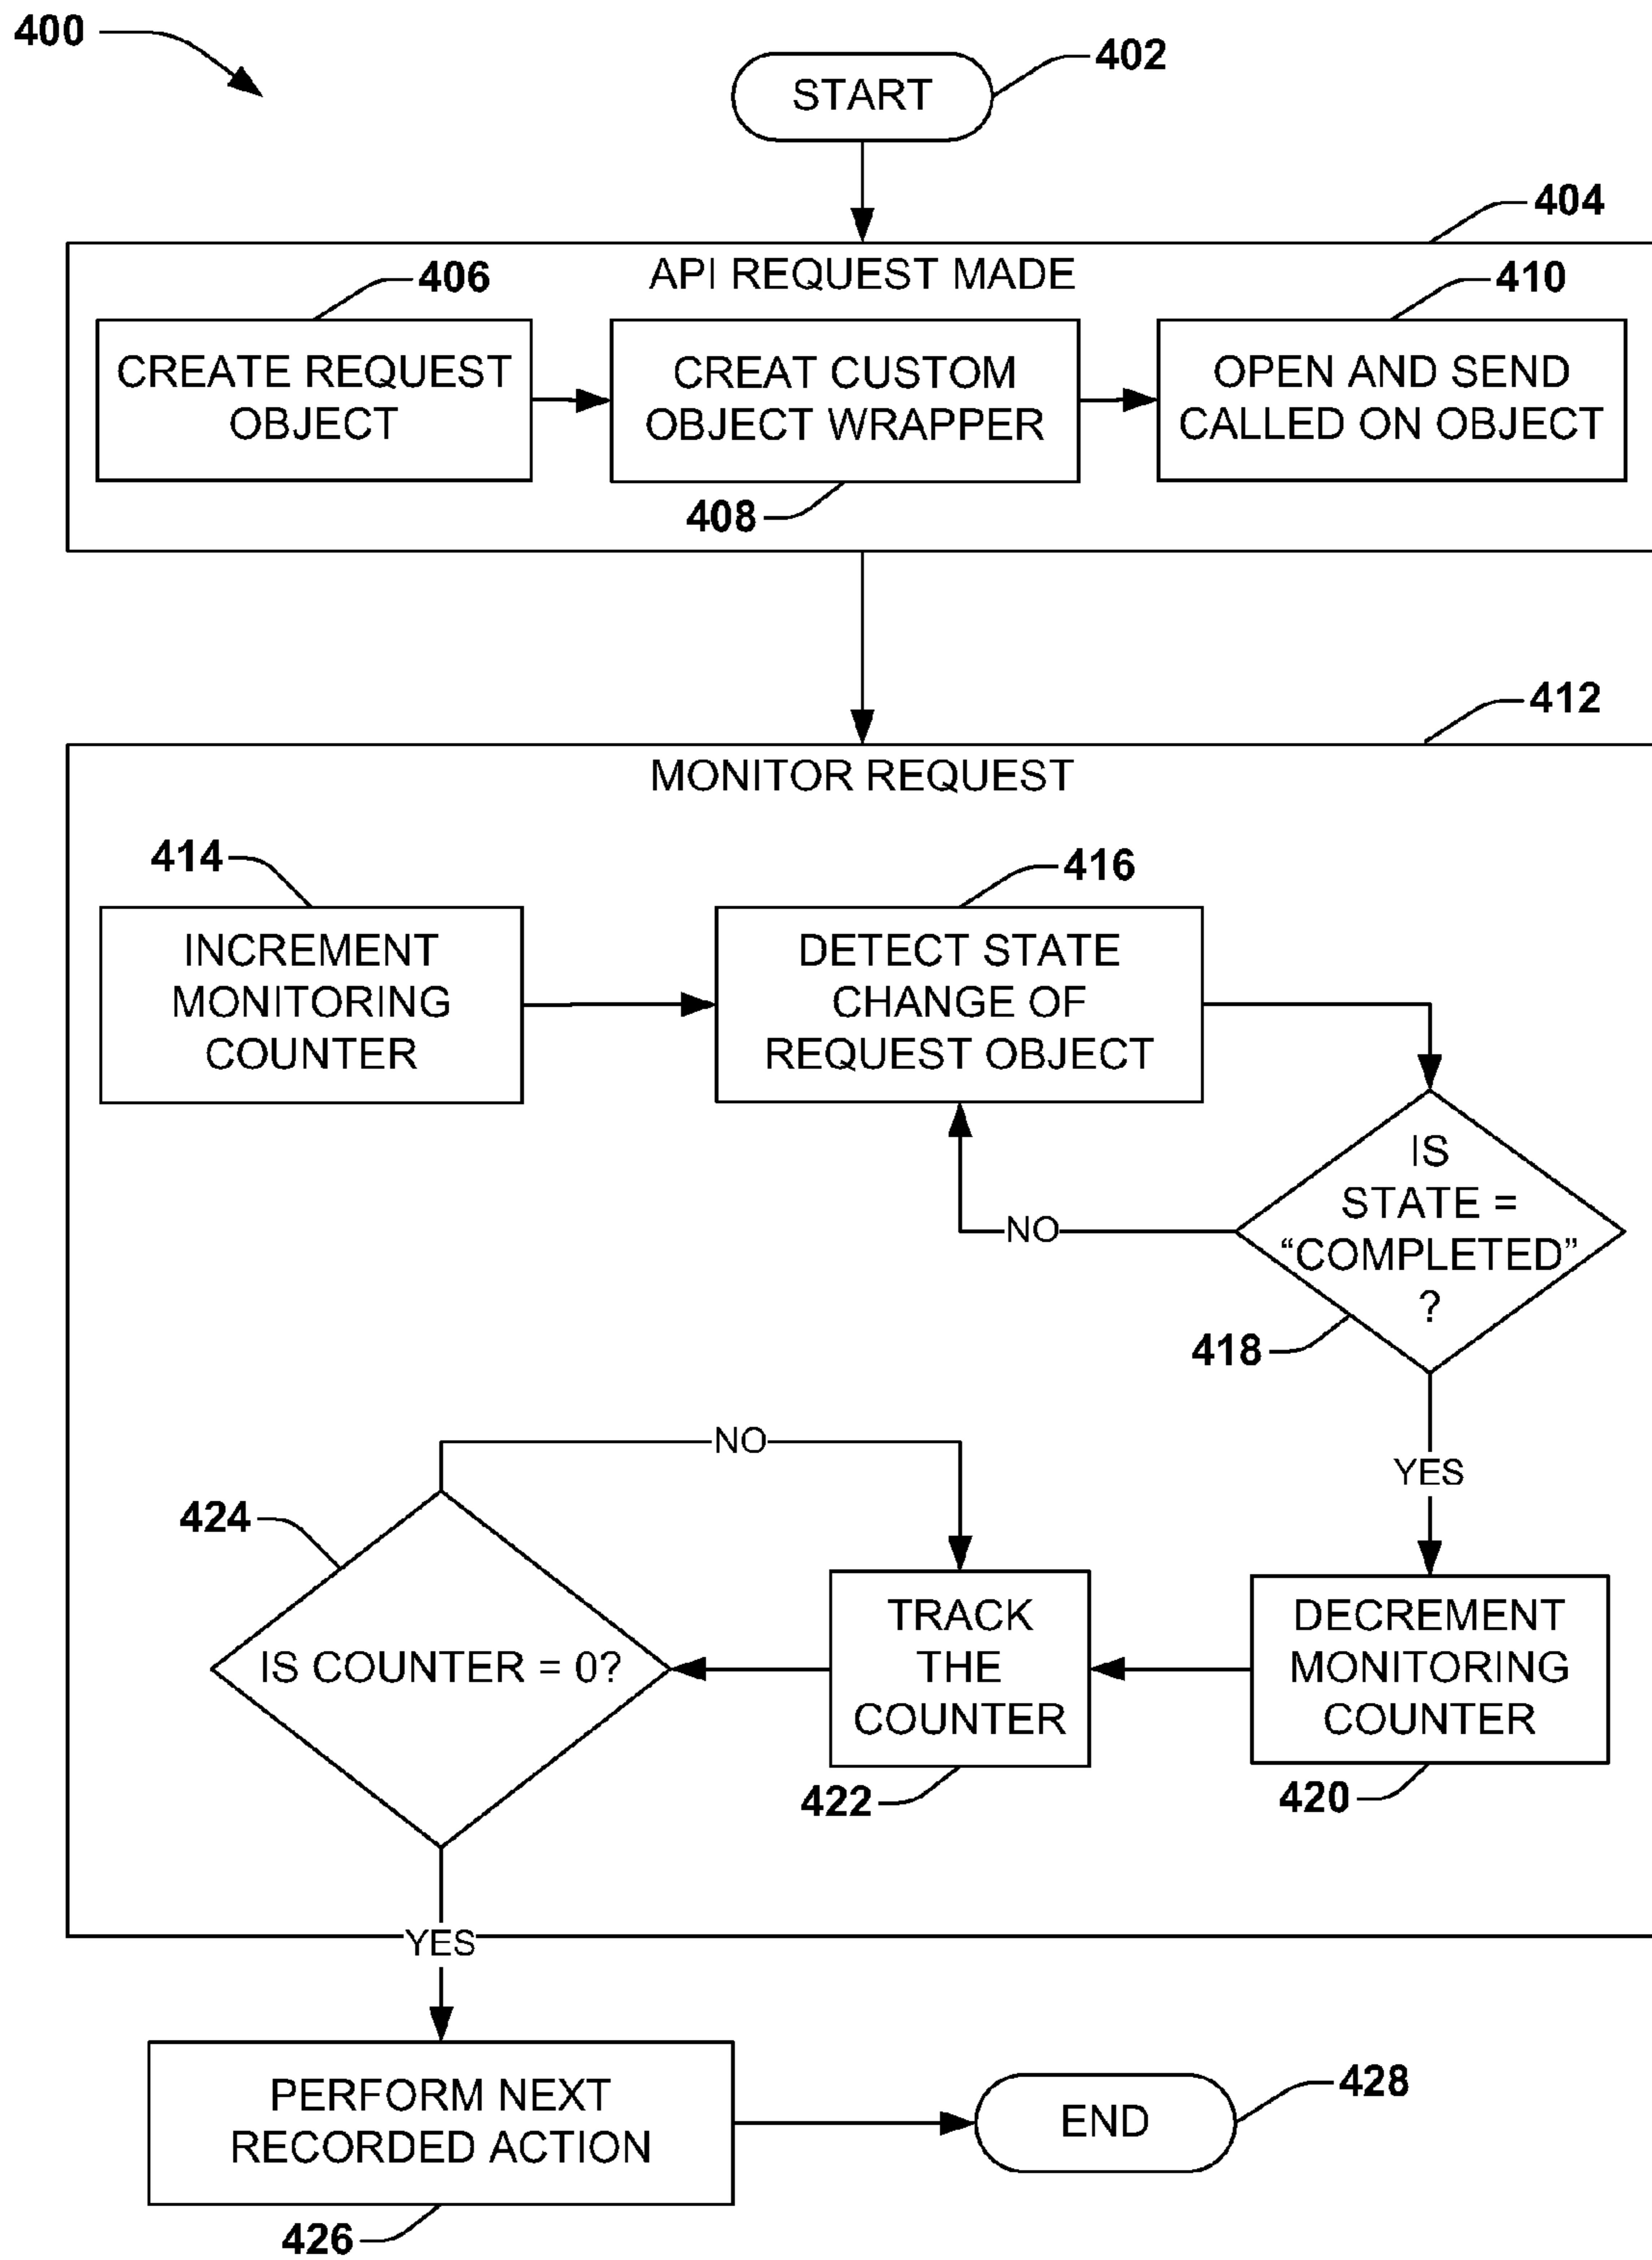 400
402
START
404
API REQUEST MADE
406
410
CREATE REQUEST
OBJECT
CREAT CUSTOM
OBJECT WRAPPER
OPEN AND SEND
CALLED ON OBJECT
408
412
MONITOR REQUEST
414
416
INCREMENT
MONITORING
COUNTER
DETECT STATE
CHANGE OF
REQUEST OBJECT
IS
STATE =
“COMPLETED”
?
NO
418
YES
NO
424
IS COUNTER = 0?
TRACK
THE
COUNTER
DECREMENT
MONITORING
COUNTER
422
420
YES
PERFORM NEXT
RECORDED ACTION
428
END
426